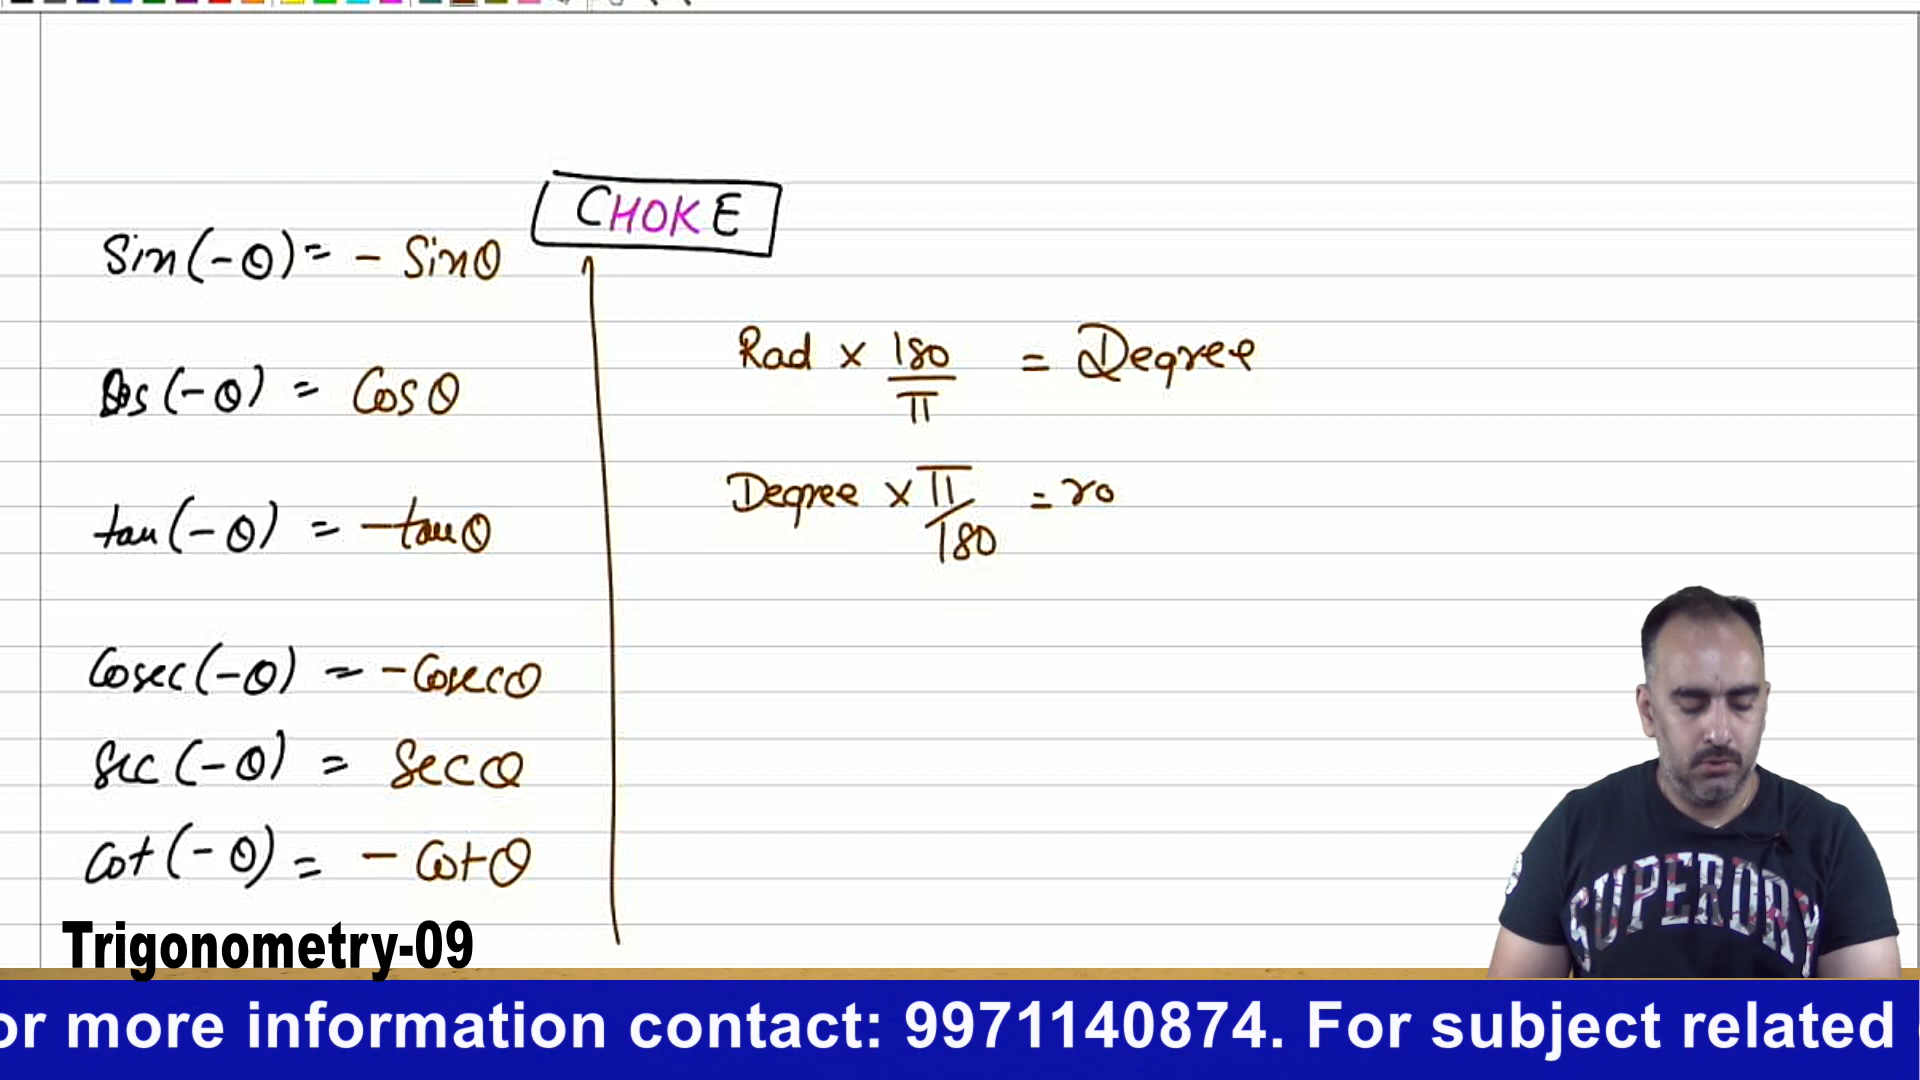 CHOKE
Sin(-θ) = - Sinθ
Cos(-θ) = Cosθ
tan(-θ) = -tanθ
Cosec(-θ) = -Cosecθ
Sec(-θ) = Secθ
Cot(-θ) = - Cotθ
Rad × 180/π = Degree
Degree × π/180 = ra
SUPERDRY
Trigonometry-09
or more information contact: 9971140874. For subject related